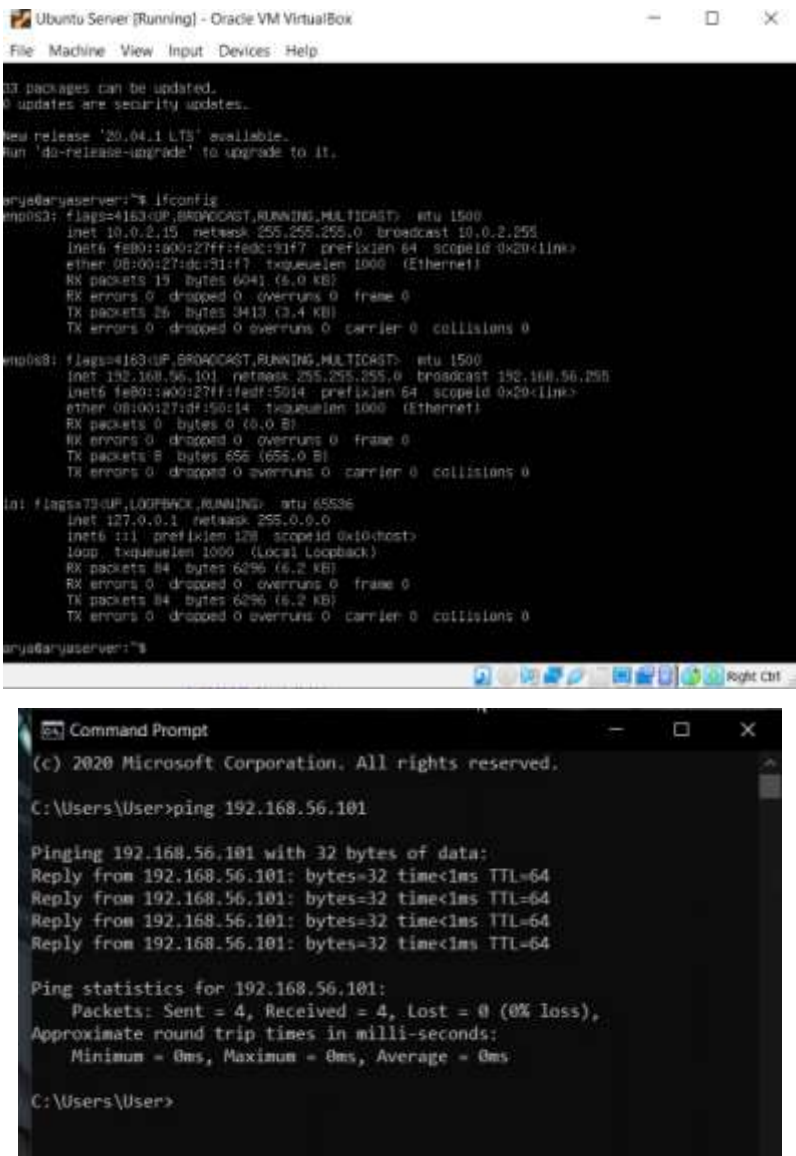 Ubuntu Server [Running] - Oracle VM VirtualBox
File Machine View Input Devices Help
33 packages can be updated.
0 updates are security updates.
New release '20.04.1 LTS' available.
Run 'do-release-upgrade' to upgrade to it.
arya@aryaserver:~$ ifconfig
enp0s3: flags=4163<UP,BROADCAST,RUNNING,MULTICAST> mtu 1500
inet 10.0.2.15 netmask 255.255.255.0 broadcast 10.0.2.255
inet6 fe80::a00:27ff:fedc:91f7 prefixlen 64 scopeid 0x20<link>
ether 08:00:27:dc:91:f7 txqueuelen 1000 (Ethernet)
RX packets 19 bytes 6041 (6.0 KB)
RX errors 0 dropped 0 overruns 0 frame 0
TX packets 26 bytes 3413 (3.4 KB)
TX errors 0 dropped 0 overruns 0 carrier 0 collisions 0
enp0s8: flags=4163<UP,BROADCAST,RUNNING,MULTICAST> mtu 1500
inet 192.168.56.101 netmask 255.255.255.0 broadcast 192.168.56.255
inet6 fe80::a00:27ff:fedf:5014 prefixlen 64 scopeid 0x20<link>
ether 08:00:27:df:50:14 txqueuelen 1000 (Ethernet)
RX packets 0 bytes 0 (0.0 B)
RX errors 0 dropped 0 overruns 0 frame 0
TX packets 8 bytes 656 (656.0 B)
TX errors 0 dropped 0 overruns 0 carrier 0 collisions 0
lo: flags=73<UP,LOOPBACK,RUNNING> mtu 65536
inet 127.0.0.1 netmask 255.0.0.0
inet6 ::1 prefixlen 128 scopeid 0x10<host>
loop txqueuelen 1000 (Local Loopback)
RX packets 84 bytes 6296 (6.2 KB)
RX errors 0 dropped 0 overruns 0 frame 0
TX packets 84 bytes 6296 (6.2 KB)
TX errors 0 dropped 0 overruns 0 carrier 0 collisions 0
arya@aryaserver:~$
Right Ctrl
Command Prompt
(c) 2020 Microsoft Corporation. All rights reserved.
C:\Users\User>ping 192.168.56.101
Pinging 192.168.56.101 with 32 bytes of data:
Reply from 192.168.56.101: bytes=32 time<1ms TTL=64
Reply from 192.168.56.101: bytes=32 time<1ms TTL=64
Reply from 192.168.56.101: bytes=32 time<1ms TTL=64
Reply from 192.168.56.101: bytes=32 time<1ms TTL=64
Ping statistics for 192.168.56.101:
Packets: Sent = 4, Received = 4, Lost = 0 (0% loss),
Approximate round trip times in milli-seconds:
Minimum = 0ms, Maximum = 0ms, Average = 0ms
C:\Users\User>